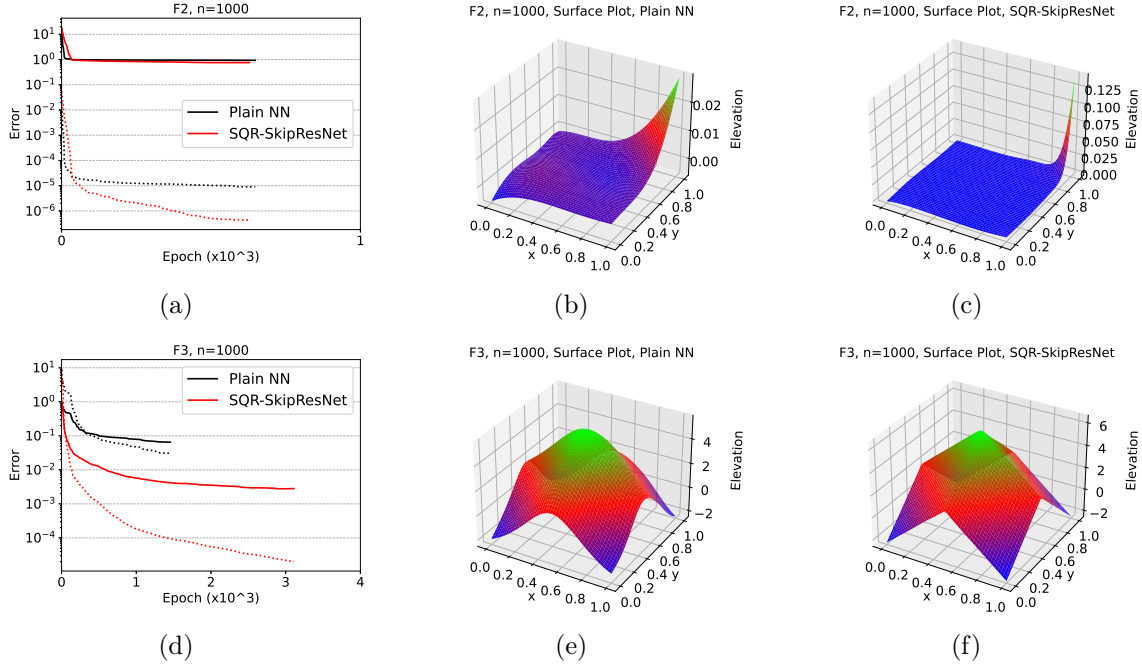 F2, n=1000
10^1
10^0
10^-1
10^-2
10^-3
10^-4
10^-5
10^-6
Error
Plain NN
SQR-SkipResNet
0 1
Epoch (x10^3)
(a)
F2, n=1000, Surface Plot, Plain NN
0.02
0.01
0.00
Elevation
0.0 0.2 0.4 0.6 0.8 1.0
x
0.0 0.2 0.4 0.6 0.8 1.0
y
(b)
F2, n=1000, Surface Plot, SQR-SkipResNet
0.125
0.100
0.075
0.050
0.025
0.000
Elevation
0.0 0.2 0.4 0.6 0.8 1.0
x
0.0 0.2 0.4 0.6 0.8 1.0
y
(c)
F3, n=1000
10^1
10^0
10^-1
10^-2
10^-3
10^-4
Error
Plain NN
SQR-SkipResNet
0 1 2 3 4
Epoch (x10^3)
(d)
F3, n=1000, Surface Plot, Plain NN
4
2
0
−2
Elevation
0.0 0.2 0.4 0.6 0.8 1.0
x
0.0 0.2 0.4 0.6 0.8 1.0
y
(e)
F3, n=1000, Surface Plot, SQR-SkipResNet
6
4
2
0
−2
Elevation
0.0 0.2 0.4 0.6 0.8 1.0
x
0.0 0.2 0.4 0.6 0.8 1.0
y
(f)